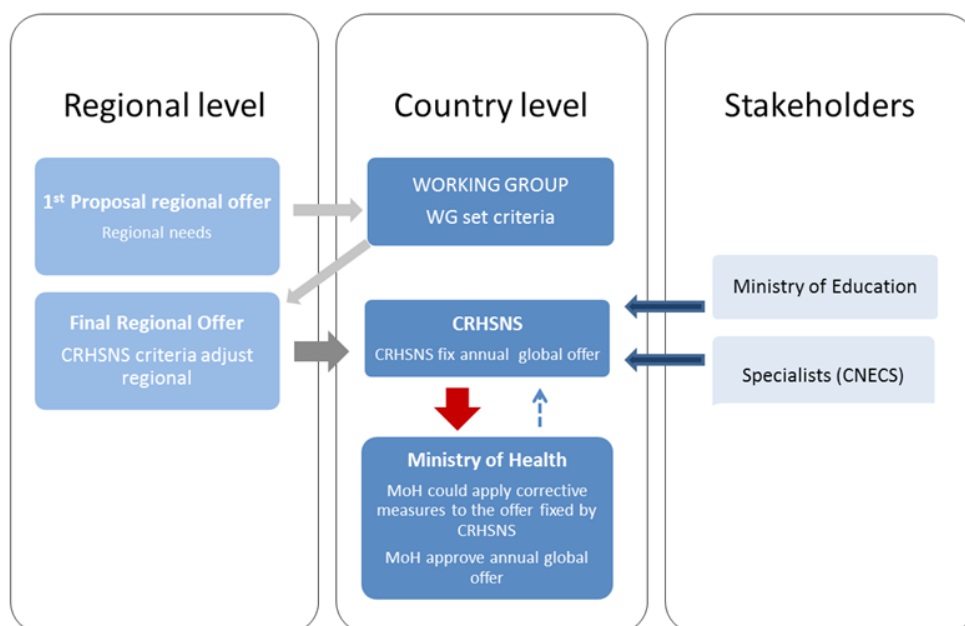 Regional level
1st Proposal regional offer
Regional needs
Final Regional Offer
CRHSNS criteria adjust
regional
Country level
WORKING GROUP
WG set criteria
CRHSNS
CRHSNS fix annual global offer
Ministry of Health
MoH could apply corrective
measures to the offer fixed by
CRHSNS
MoH approve annual global
offer
Stakeholders
Ministry of Education
Specialists (CNECS)